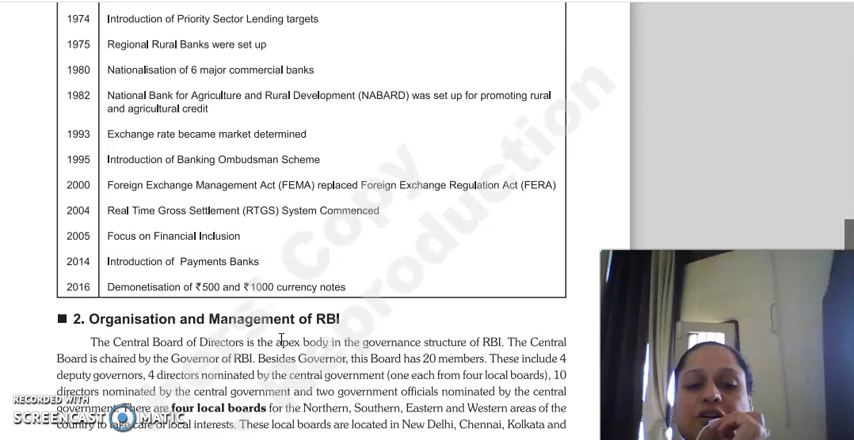 1974 Introduction of Priority Sector Lending targets
1975 Regional Rural Banks were set up
1980 Nationalisation of 6 major commercial banks
1982 National Bank for Agriculture and Rural Development (NABARD) was set up for promoting rural
and agricultural credit
1993 Exchange rate became market determined
1995 Introduction of Banking Ombudsman Scheme
2000 Foreign Exchange Management Act (FEMA) replaced Foreign Exchange Regulation Act (FERA)
2004 Real Time Gross Settlement (RTGS) System Commenced
2005 Focus on Financial Inclusion
2014 Introduction of Payments Banks
2016 Demonetisation of ₹500 and ₹1000 currency notes
■ 2. Organisation and Management of RBI
The Central Board of Directors is the apex body in the governance structure of RBI. The Central
Board is chaired by the Governor of RBI. Besides Governor, this Board has 20 members. These include 4
deputy governors, 4 directors nominated by the central government (one each from four local boards), 10
directors nominated by the central government and two government officials nominated by the central
government. There are four local boards for the Northern, Southern, Eastern and Western areas of the
country to take care of local interests. These local boards are located in New Delhi, Chennai, Kolkata and
RECORDED WITH
SCREENCAST MATIC
Copy